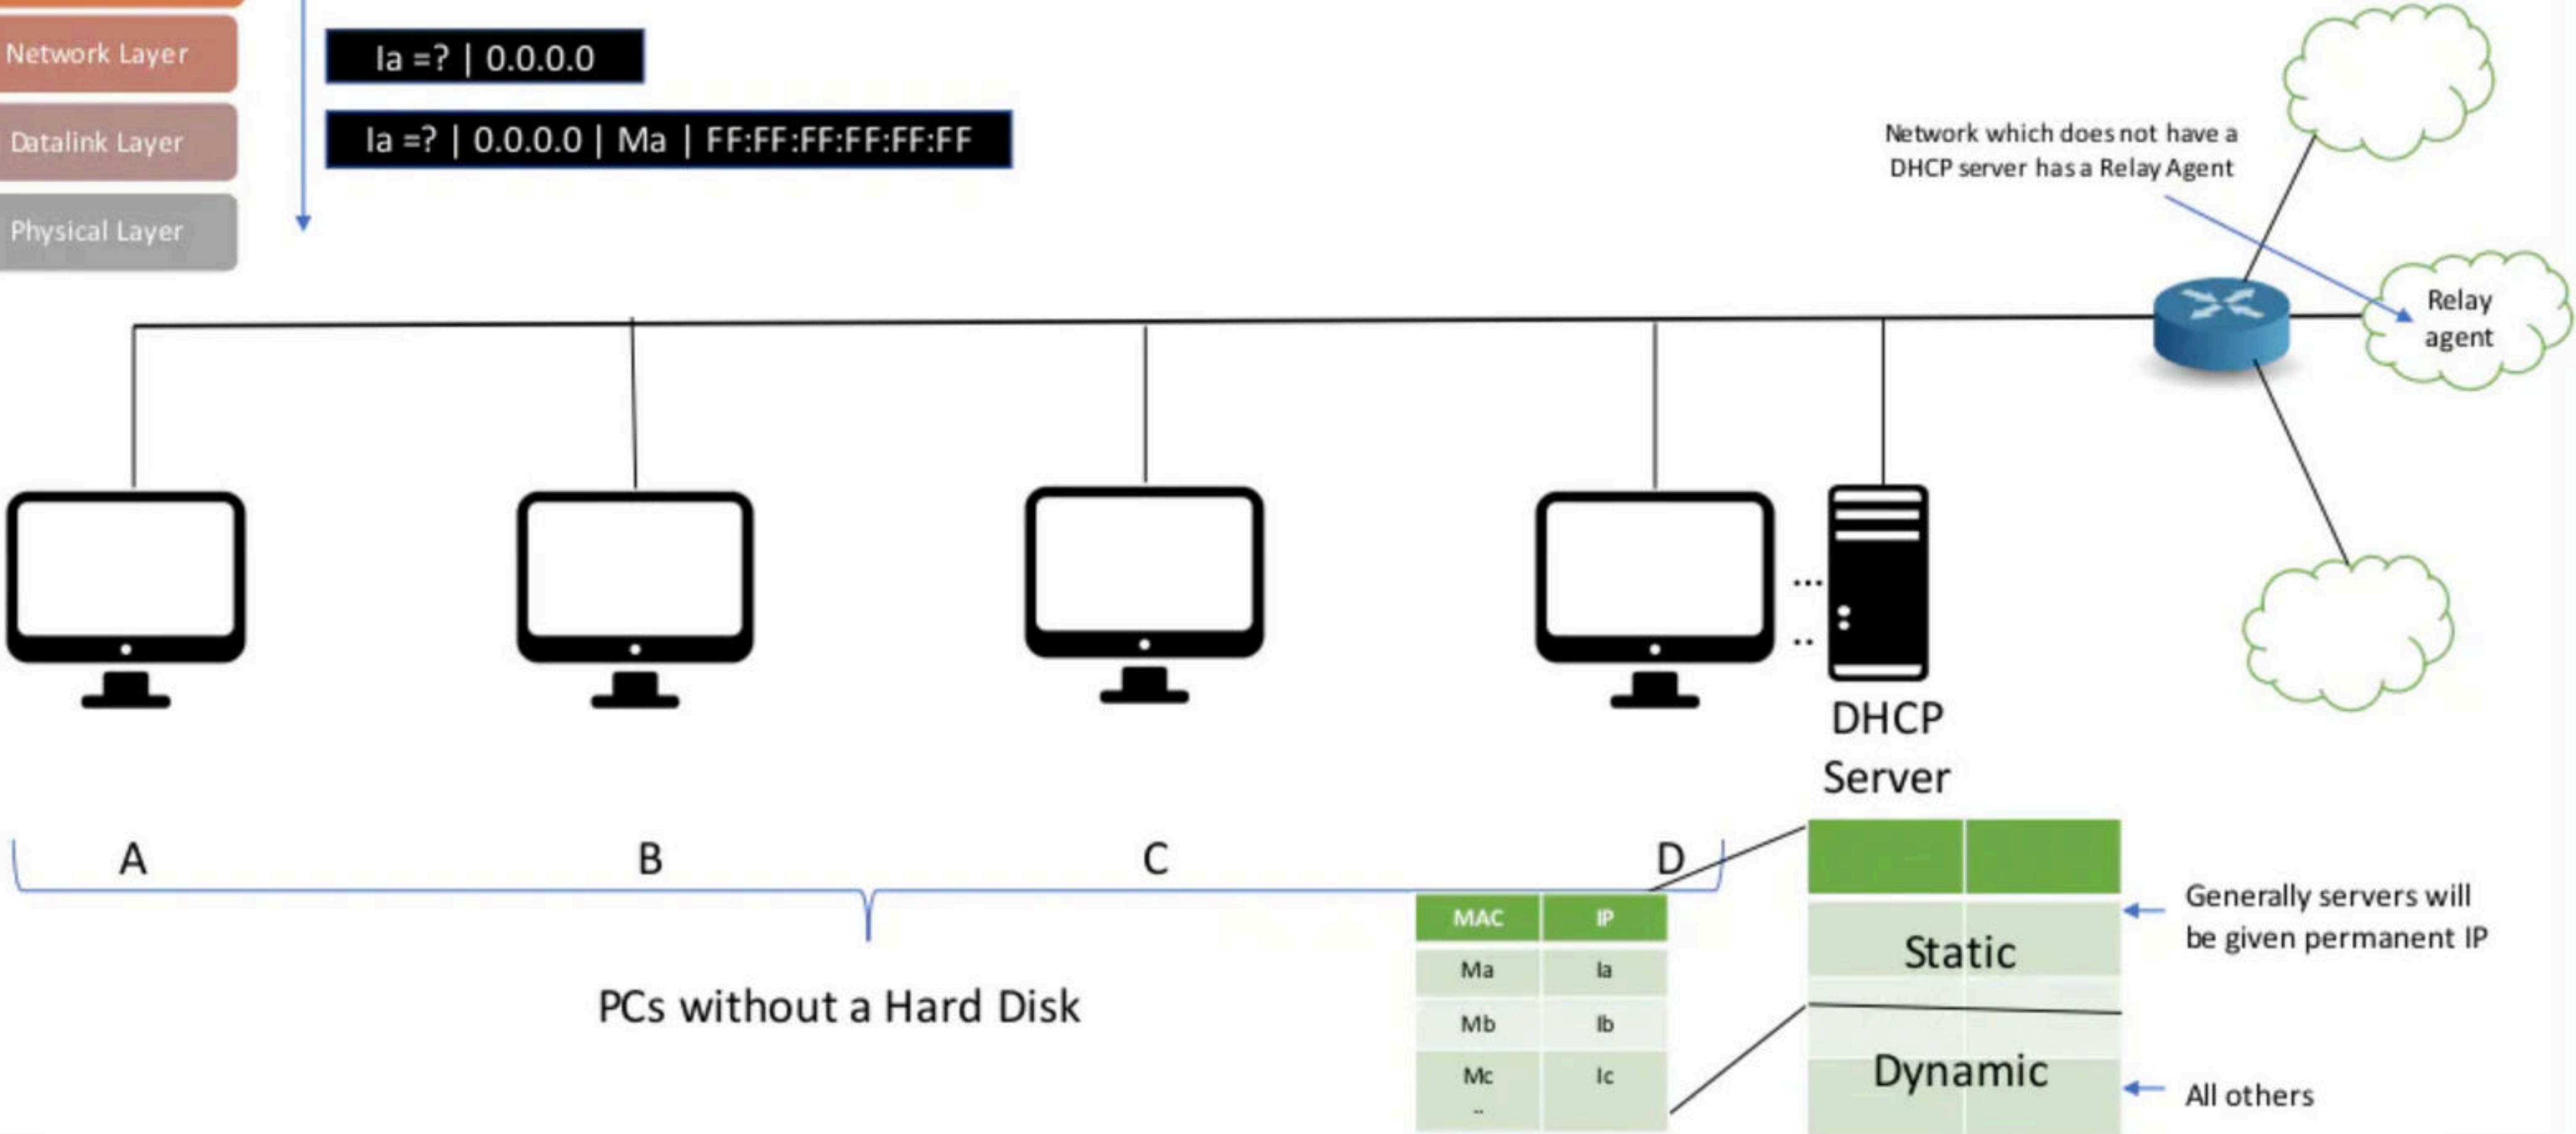 Network Layer
Datalink Layer
Physical Layer
Ia =? | 0.0.0.0
Ia =? | 0.0.0.0 | Ma | FF:FF:FF:FF:FF:FF
Network which does not have a
DHCP server has a Relay Agent
Relay
agent
...
..
DHCP
Server
A
B
C
D
PCs without a Hard Disk
MAC IP
Ma Ia
Mb Ib
Mc Ic
..
Static
Dynamic
Generally servers will
be given permanent IP
All others